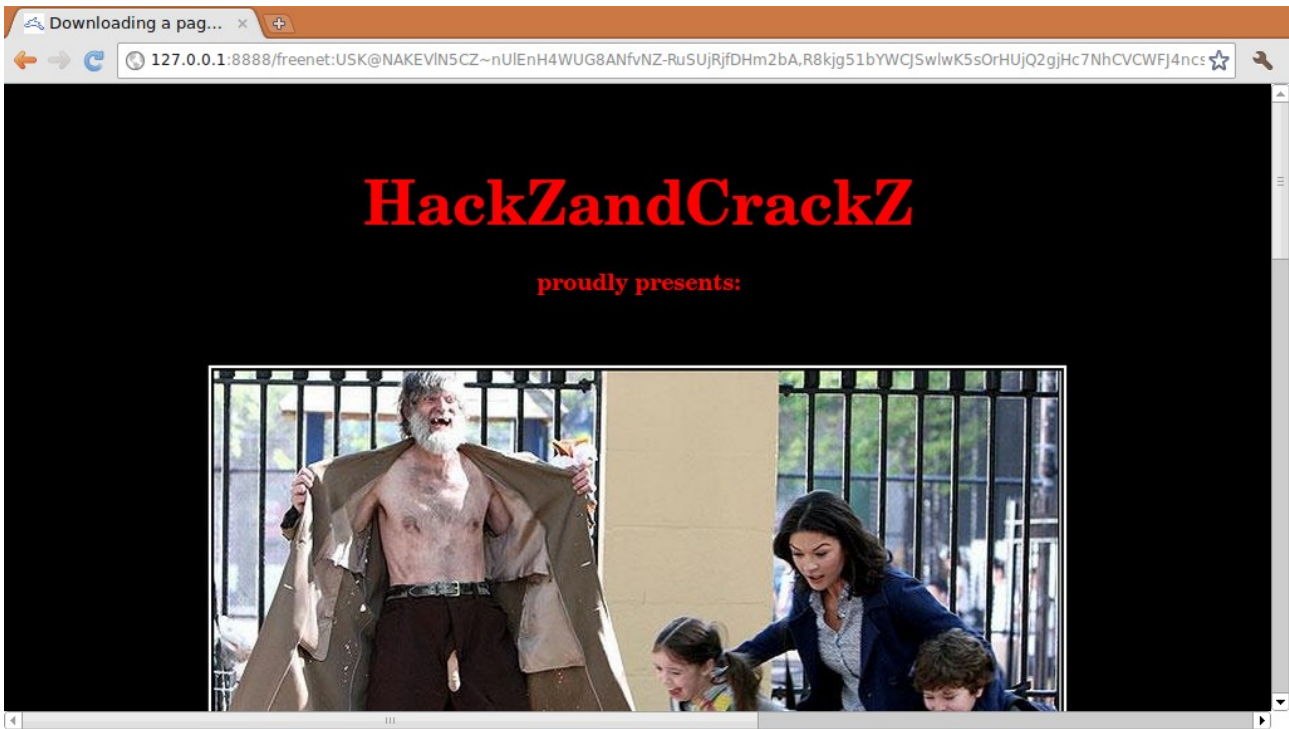 Downloading a pag...
127.0.0.1:8888/freenet:USK@NAKEVlN5CZ~nUlEnH4WUG8ANfvNZ-RuSUjRjfDHm2bA,R8kjg51bYWCJSwlwK5sOrHUjQ2gjHc7NhCVCWFJ4ncs
HackZandCrackZ
proudly presents: